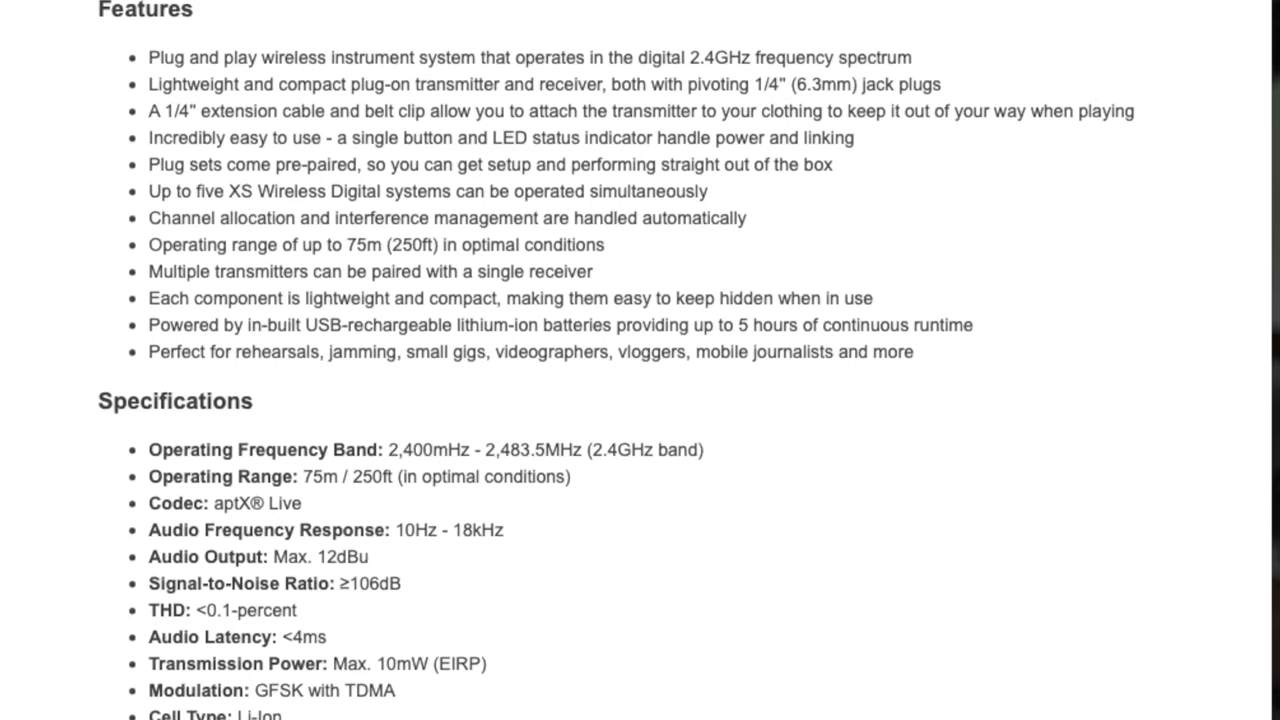 Features
• Plug and play wireless instrument system that operates in the digital 2.4GHz frequency spectrum
• Lightweight and compact plug-on transmitter and receiver, both with pivoting 1/4" (6.3mm) jack plugs
• A 1/4" extension cable and belt clip allow you to attach the transmitter to your clothing to keep it out of your way when playing
• Incredibly easy to use - a single button and LED status indicator handle power and linking
• Plug sets come pre-paired, so you can get setup and performing straight out of the box
• Up to five XS Wireless Digital systems can be operated simultaneously
• Channel allocation and interference management are handled automatically
• Operating range of up to 75m (250ft) in optimal conditions
• Multiple transmitters can be paired with a single receiver
• Each component is lightweight and compact, making them easy to keep hidden when in use
• Powered by in-built USB-rechargeable lithium-ion batteries providing up to 5 hours of continuous runtime
• Perfect for rehearsals, jamming, small gigs, videographers, vloggers, mobile journalists and more
Specifications
• Operating Frequency Band: 2,400mHz - 2,483.5MHz (2.4GHz band)
• Operating Range: 75m / 250ft (in optimal conditions)
• Codec: aptX® Live
• Audio Frequency Response: 10Hz - 18kHz
• Audio Output: Max. 12dBu
• Signal-to-Noise Ratio: ≥106dB
• THD: <0.1-percent
• Audio Latency: <4ms
• Transmission Power: Max. 10mW (EIRP)
• Modulation: GFSK with TDMA
• Cell Type: Li-Ion